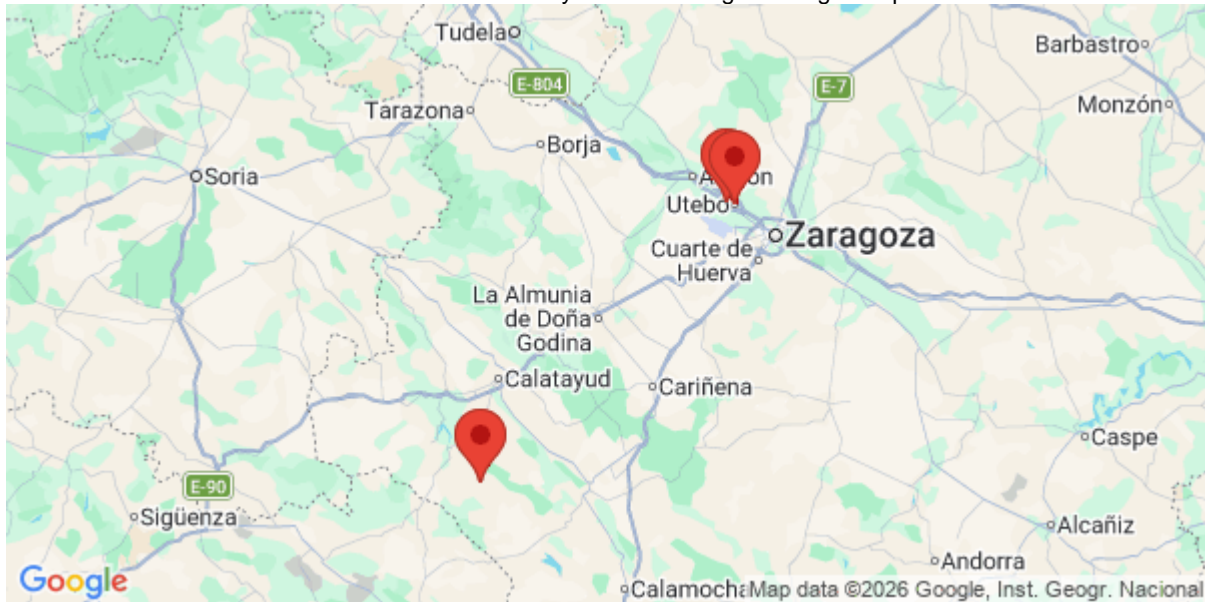 Tudela
Barbastro
E-804
E-7
Monzón
Tarazona
Borja
Soria
Utebo
Zaragoza
Cuarte de
Huerva
La Almunia
de Doña
Godina
Calatayud
Cariñena
Caspe
E-90
Sigüenza
Alcañiz
Andorra
Google
Calamocha
Map data ©2026 Google, Inst. Geogr. Nacional